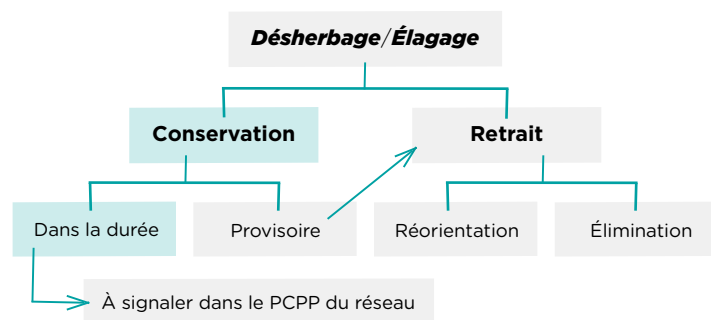 Désherbage/Élagage
Conservation
Retrait
Dans la durée
Provisoire
Réorientation
Élimination
À signaler dans le PCPP du réseau